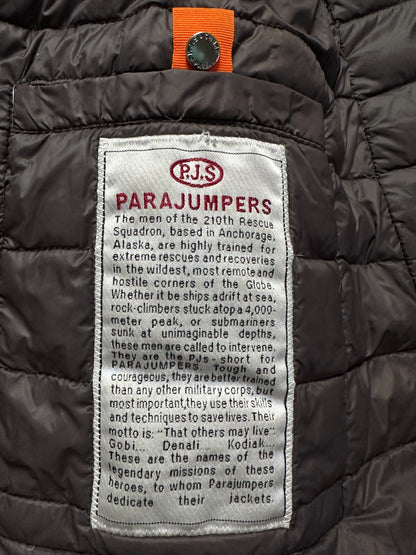 P.J.S
PARAJUMPERS
The men of the 210th Rescue
Squadron, based in Anchorage,
Alaska, are highly trained for
extreme rescues and recoveries
in the wildest, most remote and
hostile corners of the Globe.
Whether it be ships adrift at sea,
rock-climbers stuck atop a 4,000-
meter peak, or submariners
sunk at unimaginable depths,
these men are called to intervene.
They are the PJs - short for
PARAJUMPERS. Tough and
courageous, they are better trained
than any other military corps, but
most important, they use their skills
and techniques to save lives. Their
motto is: "That others may live":
Gobi... Denali Kodiak...
These are the names of the
legendary missions of these
heroes, to whom Parajumpers
dedicate their jackets.